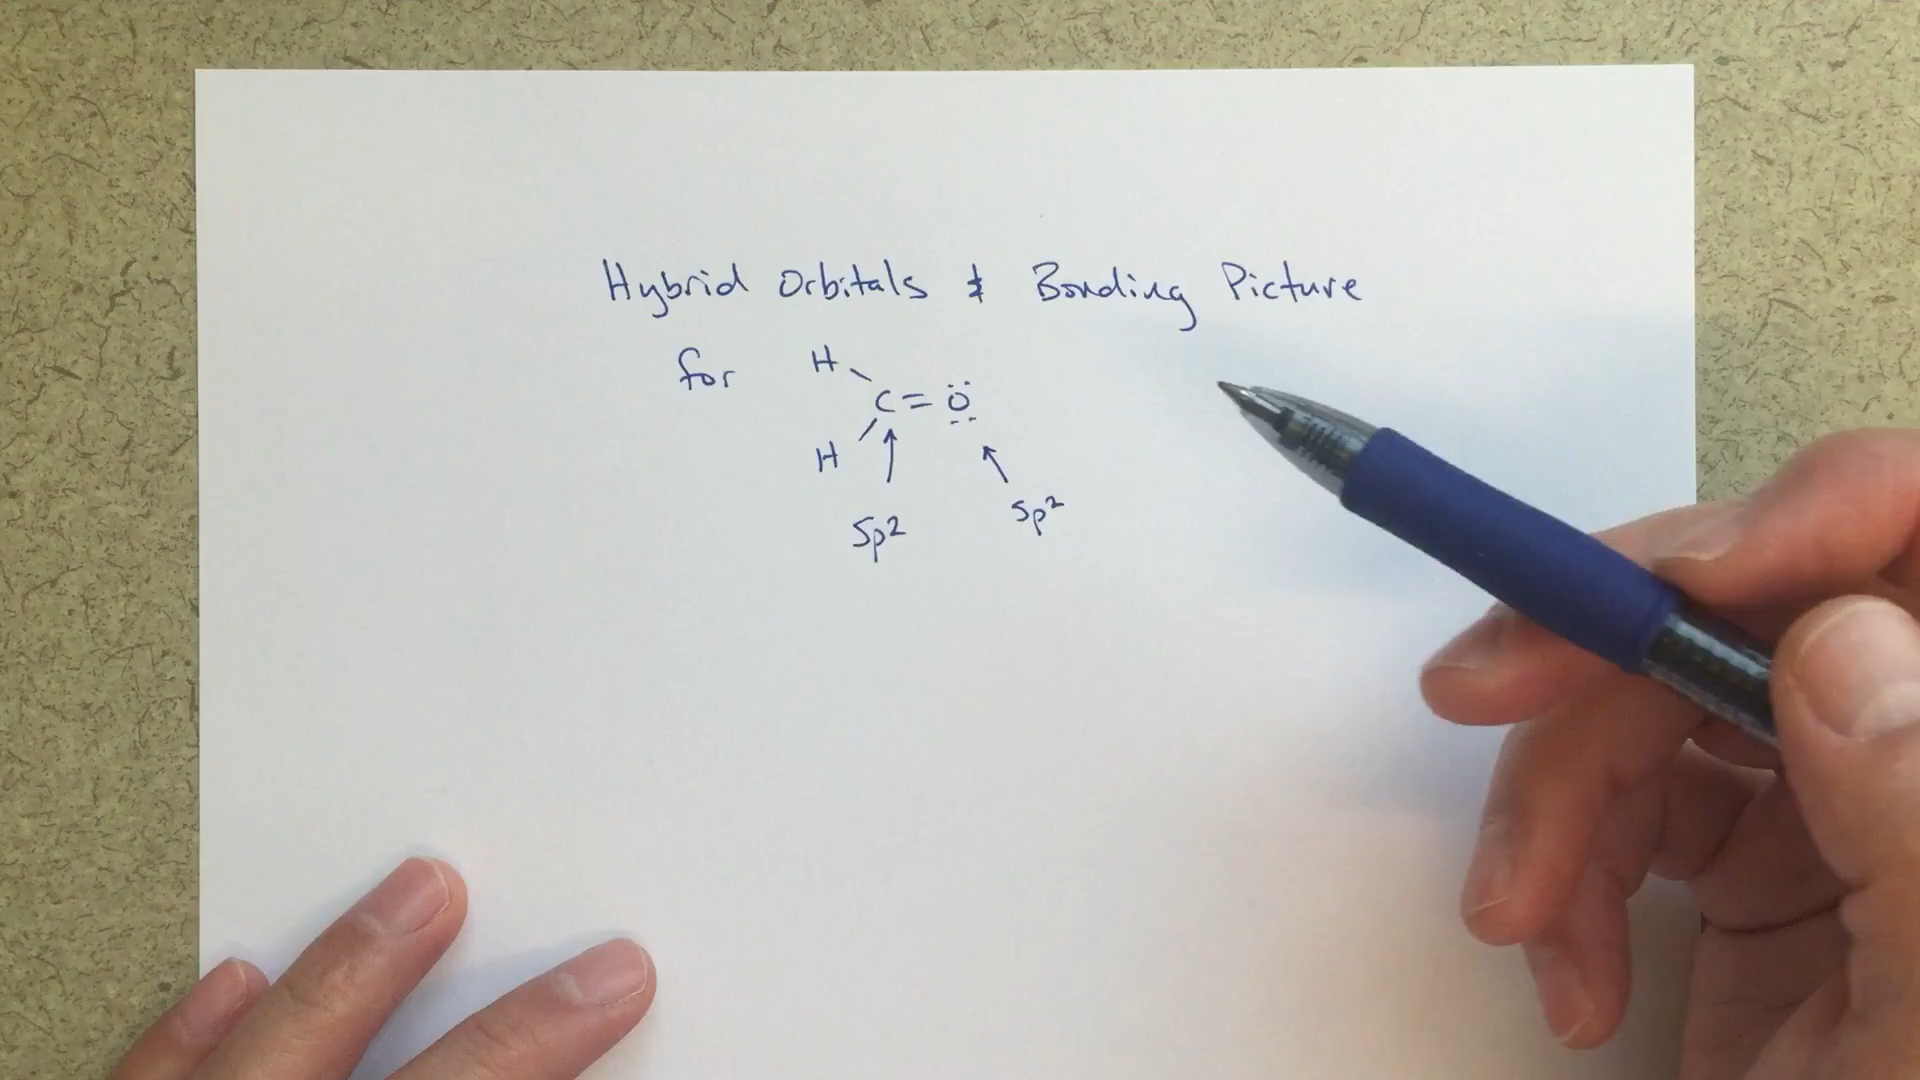 Hybrid Orbitals & Bonding Picture
for H
C=Ö
H
Sp²
Sp²